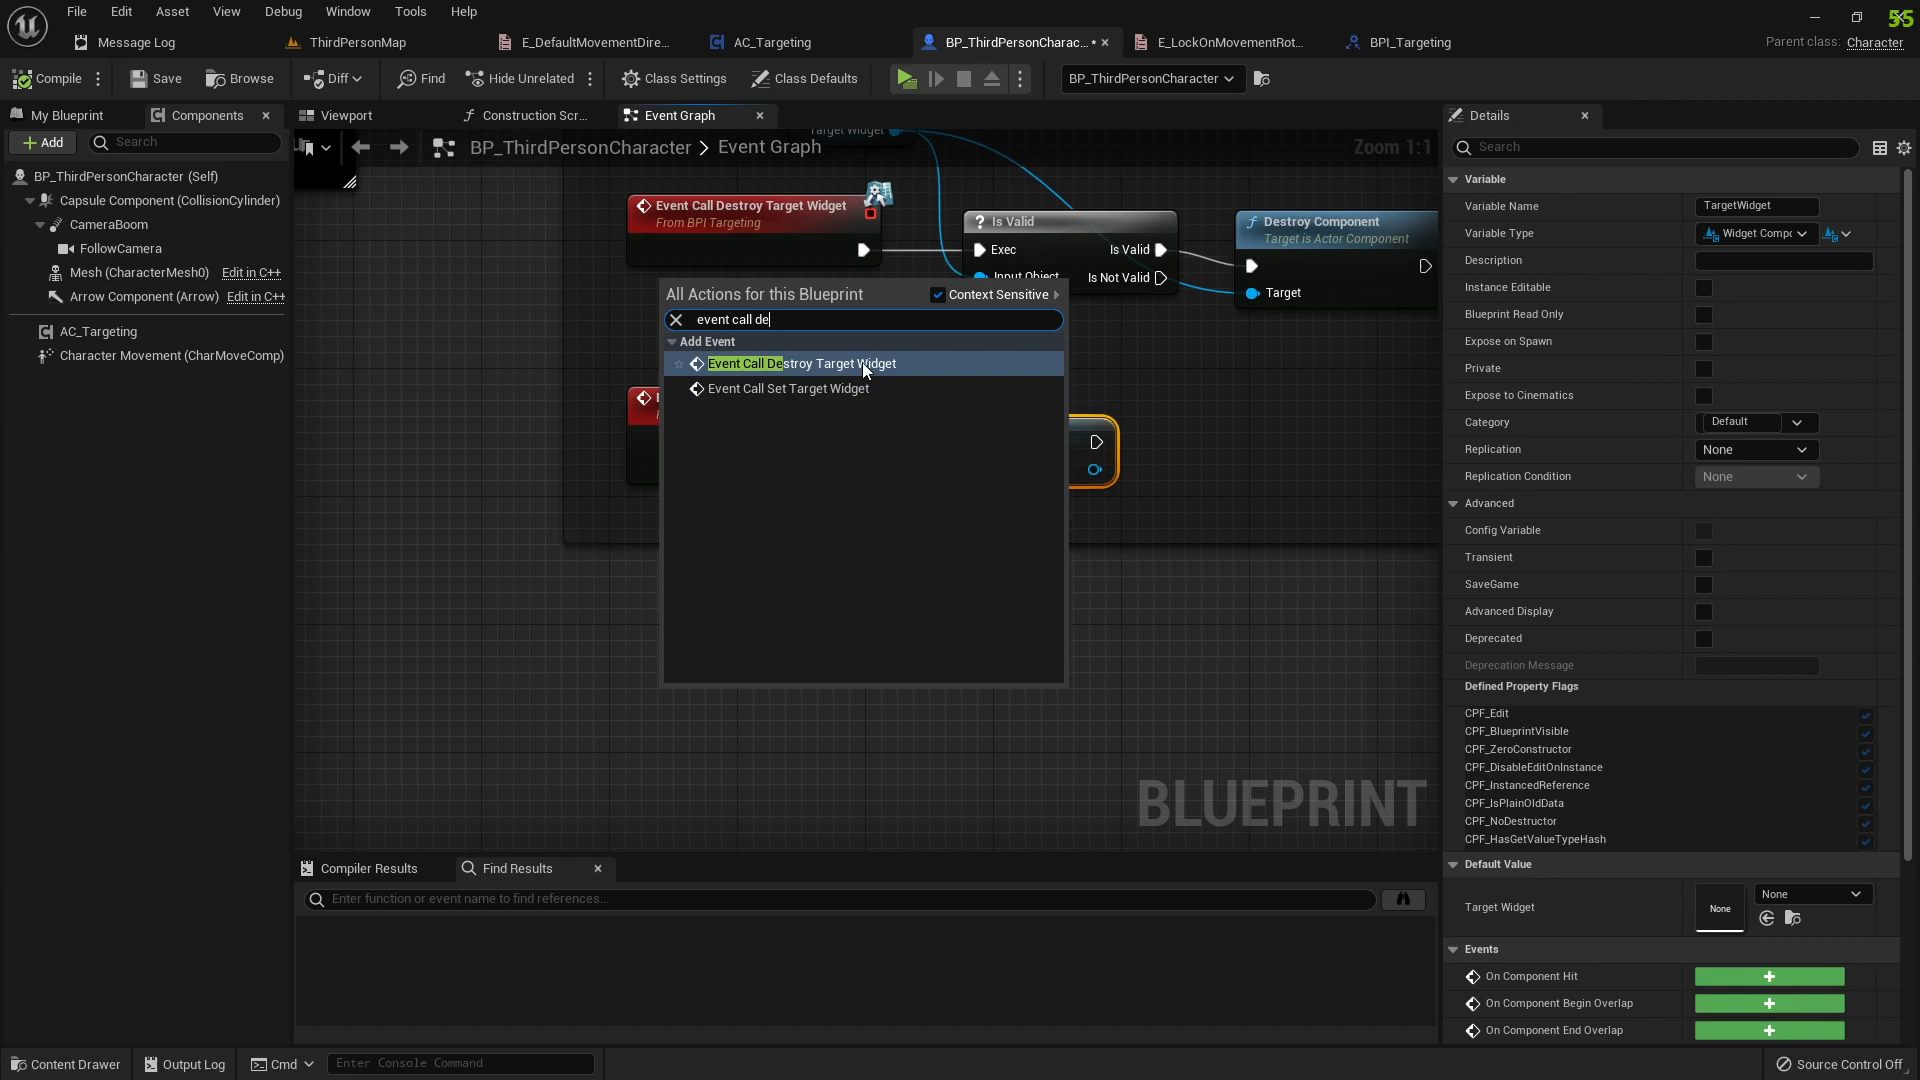 File Edit Asset View Debug Window Tools Help
55
Message Log ThirdPersonMap E_DefaultMovementDire... AC_Targeting BP_ThirdPersonCharac... * E_LockOnMovementRot... BPI_Targeting Parent class: Character
Compile Save Browse Diff Find Hide Unrelated Class Settings Class Defaults BP_ThirdPersonCharacter
My Blueprint Components Viewport Construction Scr... Event Graph Details
Add Search
BP_ThirdPersonCharacter > Event Graph Zoom 1:1
Target Widget
BP_ThirdPersonCharacter (Self)
Capsule Component (CollisionCylinder)
CameraBoom
FollowCamera
Mesh (CharacterMesh0) Edit in C++
Arrow Component (Arrow) Edit in C++
AC_Targeting
Character Movement (CharMoveComp)
Event Call Destroy Target Widget
From BPI Targeting
Is Valid
Exec Is Valid
Input Object Is Not Valid
Destroy Component
Target is Actor Component
Target
All Actions for this Blueprint Context Sensitive
event call de
Add Event
Event Call Destroy Target Widget
Event Call Set Target Widget
BLUEPRINT
Compiler Results Find Results
Enter function or event name to find references...
Search
Variable
Variable Name TargetWidget
Variable Type Widget Compo
Description
Instance Editable
Blueprint Read Only
Expose on Spawn
Private
Expose to Cinematics
Category Default
Replication None
Replication Condition None
Advanced
Config Variable
Transient
SaveGame
Advanced Display
Deprecated
Deprecation Message
Defined Property Flags
CPF_Edit
CPF_BlueprintVisible
CPF_ZeroConstructor
CPF_DisableEditOnInstance
CPF_InstancedReference
CPF_IsPlainOldData
CPF_NoDestructor
CPF_HasGetValueTypeHash
Default Value
Target Widget None None
Events
On Component Hit
On Component Begin Overlap
On Component End Overlap
Content Drawer Output Log Cmd Enter Console Command Source Control Off